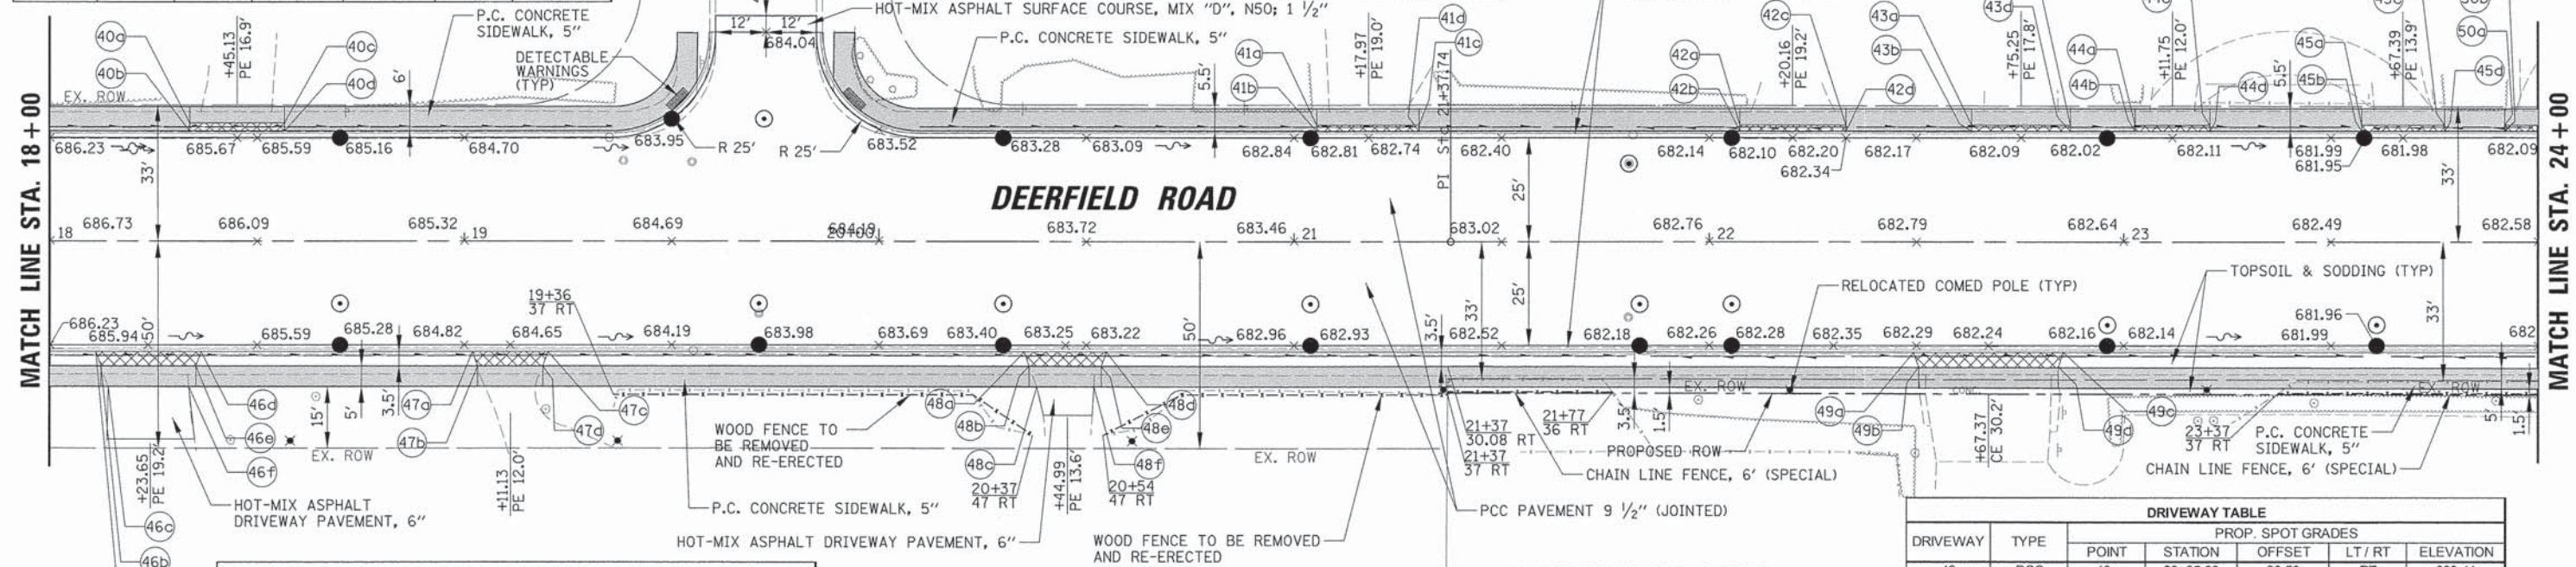 P.C. CONCRETE
SIDEWALK, 5"
HOT-MIX ASPHALT SURFACE COURSE, MIX "D", N50; 1 ½"
12' 12'
684.04
DETECTABLE
WARNINGS
(TYP)
P.C. CONCRETE SIDEWALK, 5"
40a
40b
40c
40d
+45.13
PE 16.9'
6'
EX. ROW
41a
41b
41d
41c
+17.97
PE 19.0'
5.5'
PI Sta 21+37.74
42a
42b
42c
42d
+20.16
PE 19.2'
43a
43b
43d
+75.25
PE 17.8'
44a
44b
44d
+11.75
PE 12.0'
5.5'
45a
45b
45d
+67.39
PE 13.9'
50a
MATCH LINE STA. 18+00
MATCH LINE STA. 24+00
686.23 685.67 685.59 685.16 684.70 683.95 R 25' R 25' 683.52 683.28 683.09 682.84 682.81 682.74 682.40 682.14 682.10 682.20 682.17 682.09 682.02 682.11 681.99 681.98 682.09
682.34
681.95
33'
25'
33'
DEERFIELD ROAD
686.73 686.09 685.32 684.69 684.19 683.72 683.46 683.02 682.76 682.79 682.64 682.49 682.58
18 19 20+00 21 22 23
50'
50'
33'
25'
33'
19+36
37 RT
RELOCATED COMED POLE (TYP)
TOPSOIL & SODDING (TYP)
681.96
686.23
685.94 685.59 685.28 684.82 684.65 684.19 683.98 683.69 683.40 683.25 683.22 682.96 682.93 682.52 682.18 682.26 682.28 682.35 682.29 682.24 682.16 682.14 681.99 682
3.5'
15'
5'
3.5'
46d
46e
46f
46c
46b
+23.65
PE 19.2'
EX. ROW
HOT-MIX ASPHALT
DRIVEWAY PAVEMENT, 6"
47a
47b
47c
47d
+11.13
PE 12.0'
WOOD FENCE TO
BE REMOVED
AND RE-ERECTED
P.C. CONCRETE SIDEWALK, 5"
HOT-MIX ASPHALT DRIVEWAY PAVEMENT, 6"
48a
48b
48c
48d
48e
48f
20+37
47 RT
+44.99
PE 13.6'
20+54
47 RT
EX. ROW
WOOD FENCE TO BE REMOVED
AND RE-ERECTED
21+37
30.08 RT
21+37
37 RT
21+77
36 RT
3.5'
1.5'
EX. ROW
PROPOSED ROW
CHAIN LINE FENCE, 6' (SPECIAL)
PCC PAVEMENT 9 ½" (JOINTED)
49a
49b
49c
49d
CONC.
+67.37
CE 30.2'
23+37
37 RT
EX. ROW
P.C. CONCRETE
SIDEWALK, 5"
CHAIN LINE FENCE, 6' (SPECIAL)
5'
1.5'
DRIVEWAY TABLE
DRIVEWAY TYPE PROP. SPOT GRADES
POINT STATION OFFSET LT / RT ELEVATION